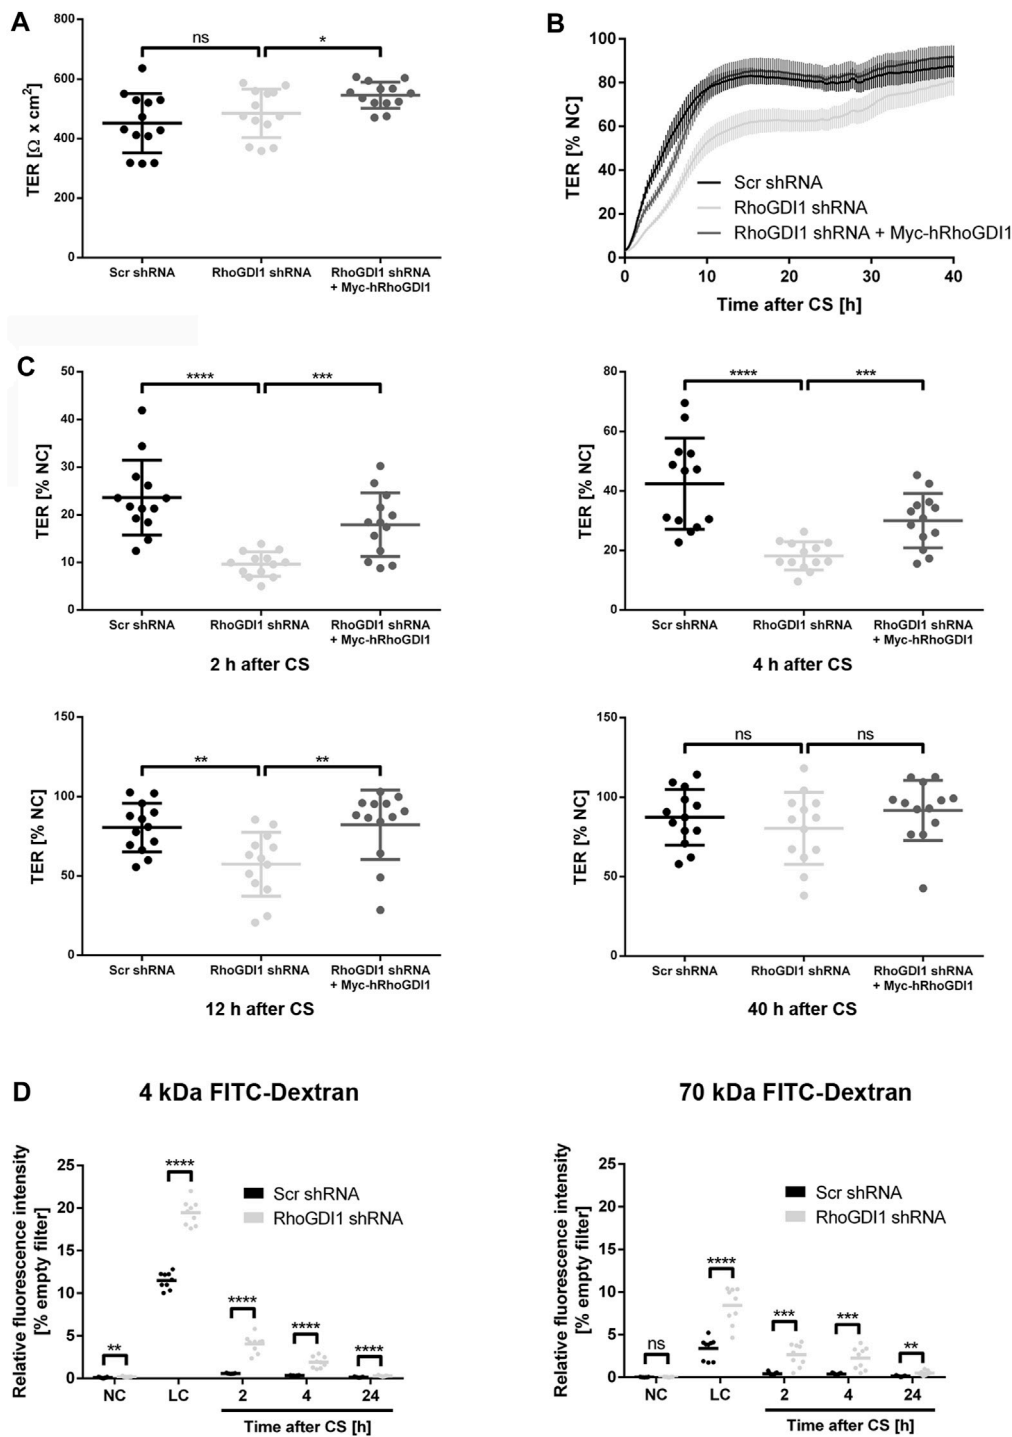 A
TER [Ω x cm²]
800
600
400
200
0
ns
*
Scr shRNA
RhoGDI1 shRNA
RhoGDI1 shRNA
+ Myc-hRhoGDI1
B
TER [% NC]
100
80
60
40
20
0
Scr shRNA
RhoGDI1 shRNA
RhoGDI1 shRNA + Myc-hRhoGDI1
0 10 20 30 40
Time after CS [h]
C
TER [% NC]
50
40
30
20
10
0
****
***
Scr shRNA
RhoGDI1 shRNA
RhoGDI1 shRNA
+ Myc-hRhoGDI1
2 h after CS
TER [% NC]
80
60
40
20
0
****
***
Scr shRNA
RhoGDI1 shRNA
RhoGDI1 shRNA
+ Myc-hRhoGDI1
4 h after CS
TER [% NC]
150
100
50
0
**
**
Scr shRNA
RhoGDI1 shRNA
RhoGDI1 shRNA
+ Myc-hRhoGDI1
12 h after CS
TER [% NC]
150
100
50
0
ns
ns
Scr shRNA
RhoGDI1 shRNA
RhoGDI1 shRNA
+ Myc-hRhoGDI1
40 h after CS
D
4 kDa FITC-Dextran
Relative fluorescence intensity
[% empty filter]
25
20
15
10
5
0
**
****
****
****
****
Scr shRNA
RhoGDI1 shRNA
NC LC 2 4 24
Time after CS [h]
70 kDa FITC-Dextran
Relative fluorescence intensity
[% empty filter]
25
20
15
10
5
0
ns
****
***
***
**
Scr shRNA
RhoGDI1 shRNA
NC LC 2 4 24
Time after CS [h]